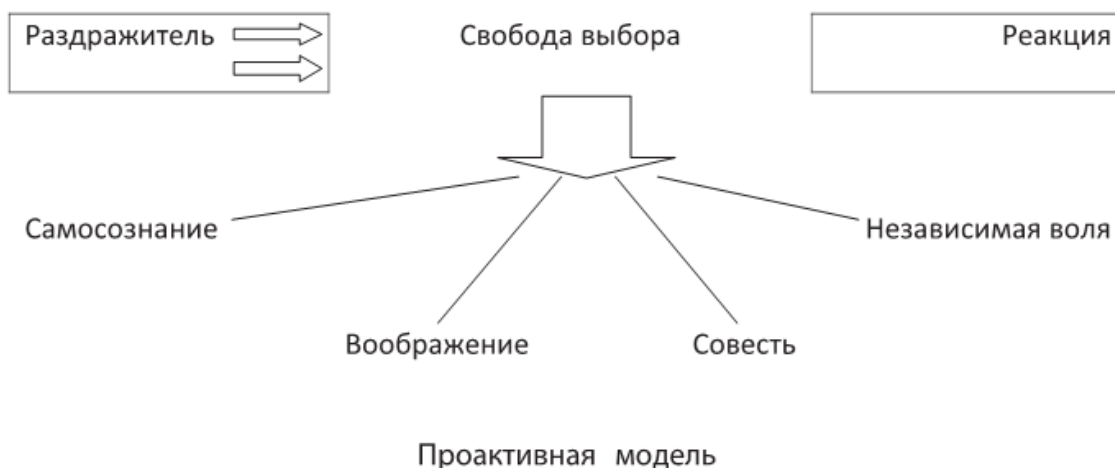 Раздражитель Свобода выбора Реакция
Самосознание Независимая воля
Воображение Совесть
Проактивная модель